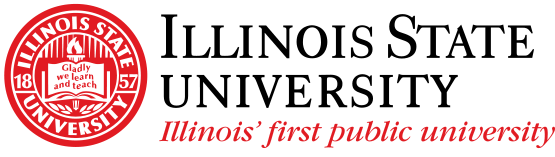 ILLINOIS STATE
Gladly
we learn
and teach
18 57
UNIVERSITY
ILLINOIS STATE
UNIVERSITY
Illinois' first public university